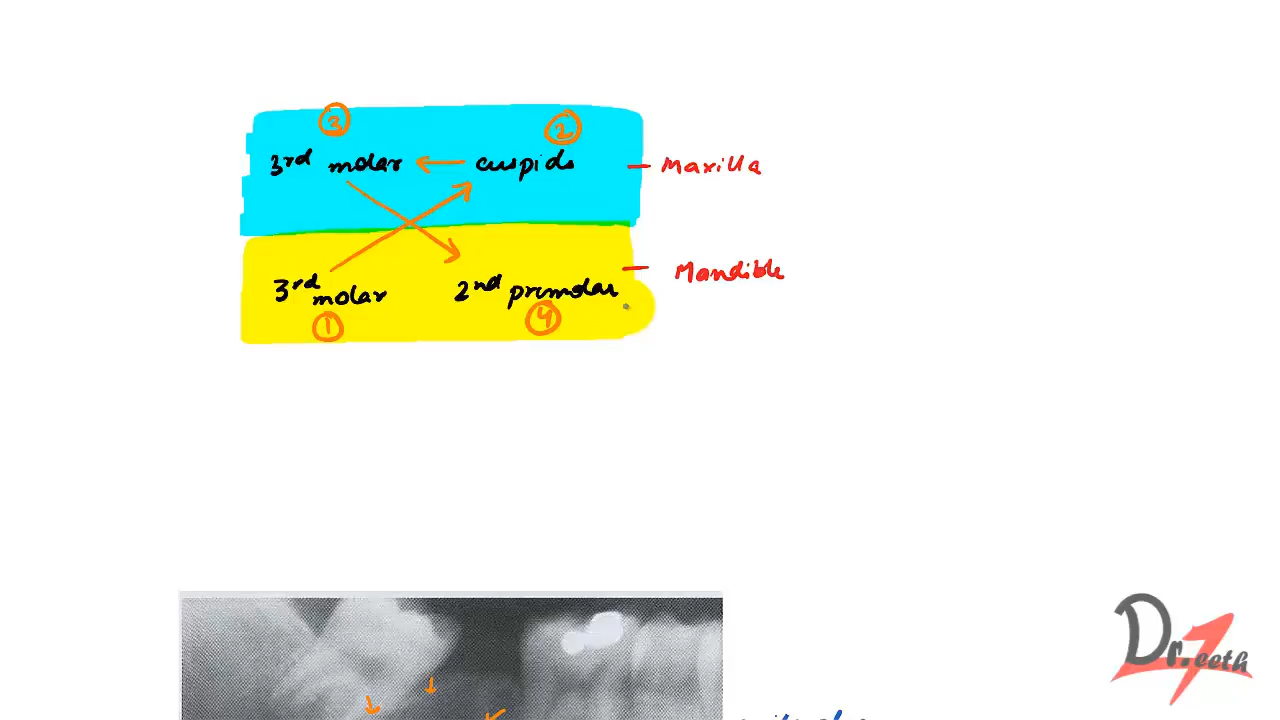 3 2
3rd molar ← cuspids - Maxilla
3rd molar 2nd premolar - Mandible
1 4
Dr.eeth